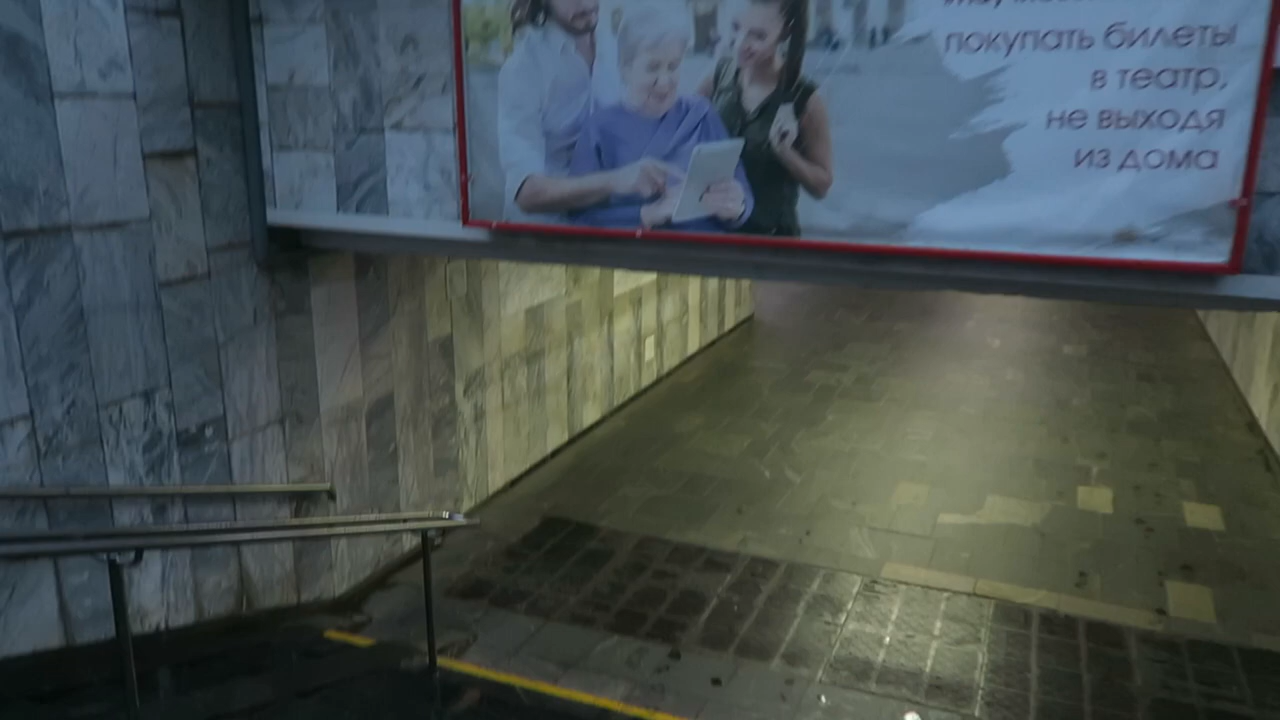 покупать билеты
в театр,
не выходя
из дома